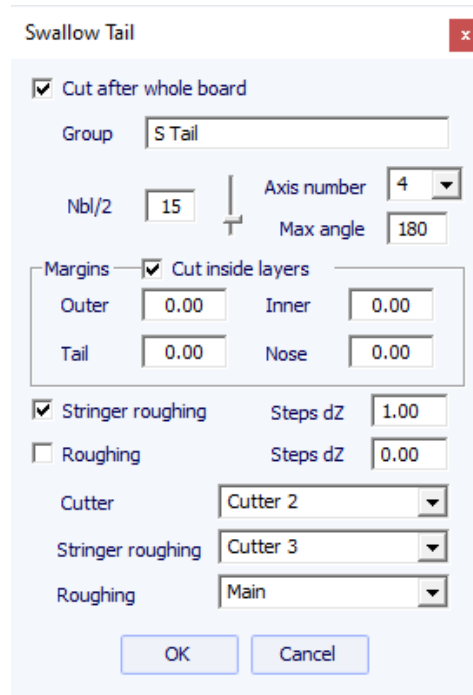 Swallow Tail x
Cut after whole board
Group S Tail
Nbl/2 15 Axis number 4
Max angle 180
Margins Cut inside layers
Outer 0.00 Inner 0.00
Tail 0.00 Nose 0.00
Stringer roughing Steps dZ 1.00
Roughing Steps dZ 0.00
Cutter Cutter 2
Stringer roughing Cutter 3
Roughing Main
OK Cancel